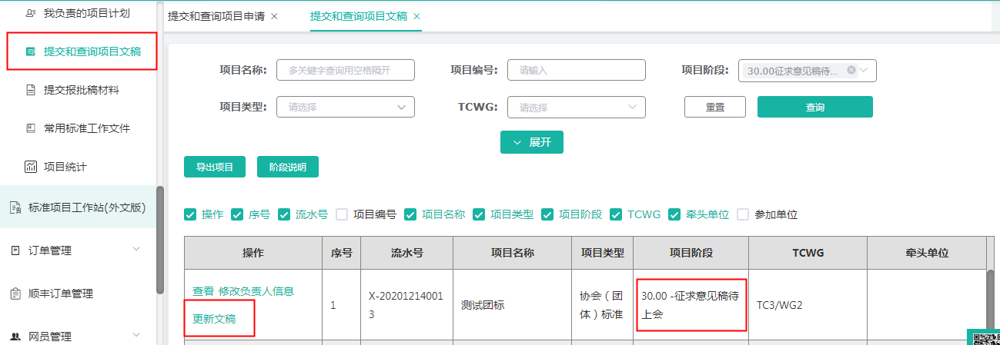 我负责的项目计划
提交和查询项目文稿
提交报批稿材料
常用标准工作文件
项目统计
标准项目工作站(外文版)
订单管理
顺丰订单管理
网员管理
提交和查询项目申请 × 提交和查询项目文稿 ×
项目名称: 多关键字查询用空格隔开 项目编号: 请输入 项目阶段: 30.00征求意见稿待...
项目类型: 请选择 TCWG: 请选择 重置 查询
展开
导出项目 阶段说明
操作 序号 流水号 项目编号 项目名称 项目类型 项目阶段 TCWG 牵头单位 参加单位
操作 序号 流水号 项目名称 项目类型 项目阶段 TCWG 牵头单位
查看 修改负责人信息
更新文稿
1
X-20201214001
3
测试团标
协会（团
体）标准
30.00 -征求意见稿待
上会
TC3/WG2